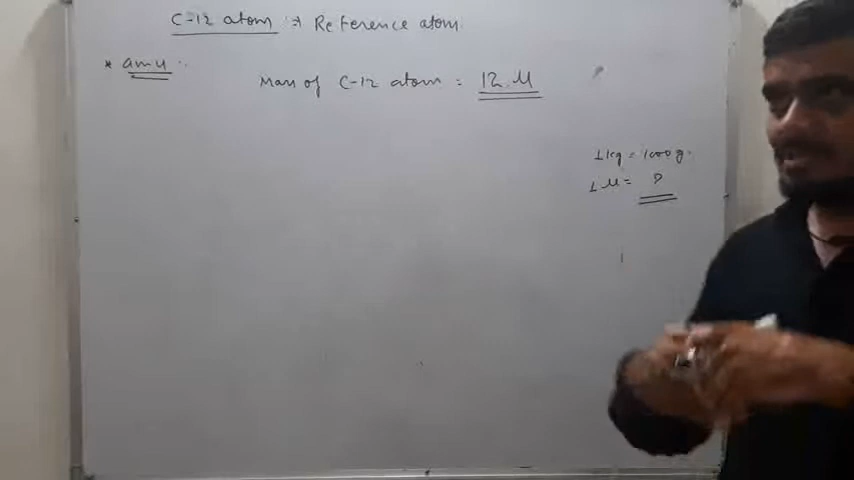 C-12 atom → Reference atom
* amu :
Mass of C-12 atom = 12 u
1 kg = 1000 g.
1 u = ?